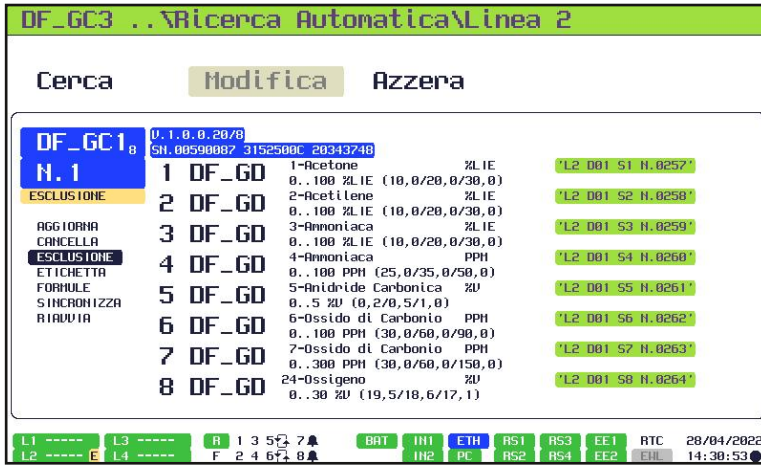 DF_GC3 ..\Ricerca Automatica\Linea 2
Cerca Modifica Azzera
DF_GC1 8 V.1.0.0.20/8
SN.00590087 3152500C 20343748
N.1
ESCLUSIONE
AGGIORNA
CANCELLA
ESCLUSIONE
ETICHETTA
FORMULE
SINCRONIZZA
RIAVVIA
1 DF_GD 1-Acetone %LIE 'L2 D01 S1 N.0257'
0..100 %LIE (10,0/20,0/30,0)
2 DF_GD 2-Acetilene %LIE 'L2 D01 S2 N.0258'
0..100 %LIE (10,0/20,0/30,0)
3 DF_GD 3-Ammoniaca %LIE 'L2 D01 S3 N.0259'
0..100 %LIE (10,0/20,0/30,0)
4 DF_GD 4-Ammoniaca PPM 'L2 D01 S4 N.0260'
0..100 PPM (25,0/35,0/50,0)
5 DF_GD 5-Anidride Carbonica %V 'L2 D01 S5 N.0261'
0..5 %V (0,2/0,5/1,0)
6 DF_GD 6-Ossido di Carbonio PPM 'L2 D01 S6 N.0262'
0..100 PPM (30,0/60,0/90,0)
7 DF_GD 7-Ossido di Carbonio PPM 'L2 D01 S7 N.0263'
0..300 PPM (30,0/60,0/150,0)
8 DF_GD 24-Ossigeno %V 'L2 D01 S8 N.0264'
0..30 %V (19,5/18,6/17,1)
L1 ----- L3 ----- R 1 3 5 7 BAT IN1 ETH RS1 RS3 EE1 RTC 28/04/2022
L2 ----- E L4 ----- F 2 4 6 8 IN2 PC RS2 RS4 EE2 EWL 14:30:53